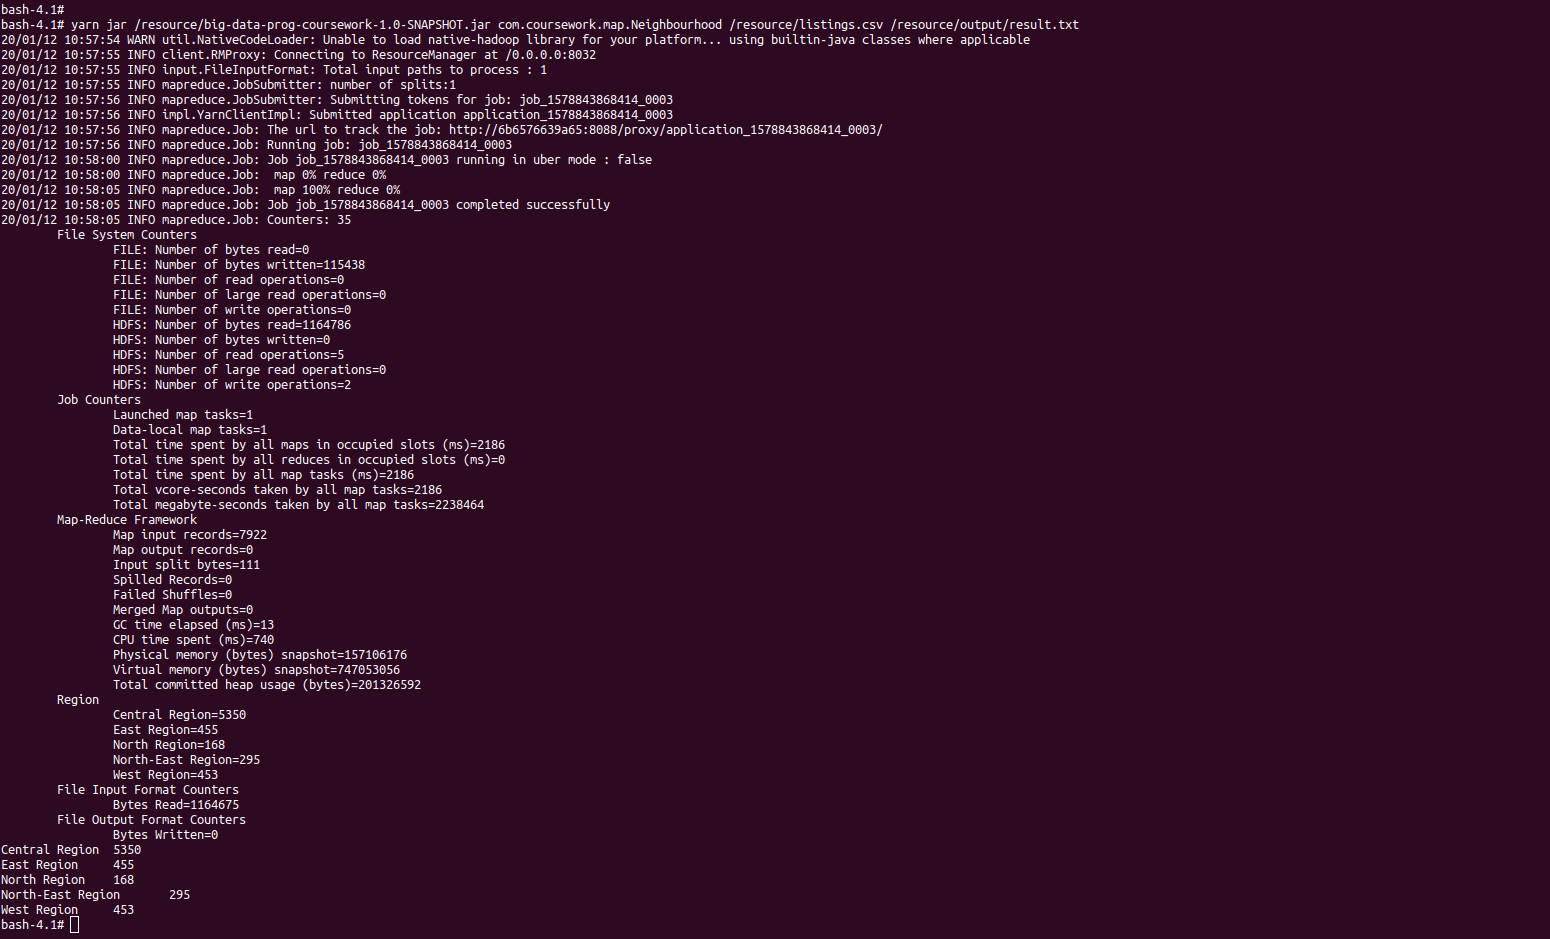 bash-4.1#
bash-4.1# yarn jar /resource/big-data-prog-coursework-1.0-SNAPSHOT.jar com.coursework.map.Neighbourhood /resource/listings.csv /resource/output/result.txt
20/01/12 10:57:54 WARN util.NativeCodeLoader: Unable to load native-hadoop library for your platform... using builtin-java classes where applicable
20/01/12 10:57:55 INFO client.RMProxy: Connecting to ResourceManager at /0.0.0.0:8032
20/01/12 10:57:55 INFO input.FileInputFormat: Total input paths to process : 1
20/01/12 10:57:55 INFO mapreduce.JobSubmitter: number of splits:1
20/01/12 10:57:56 INFO mapreduce.JobSubmitter: Submitting tokens for job: job_1578843868414_0003
20/01/12 10:57:56 INFO impl.YarnClientImpl: Submitted application application_1578843868414_0003
20/01/12 10:57:56 INFO mapreduce.Job: The url to track the job: http://6b6576639a65:8088/proxy/application_1578843868414_0003/
20/01/12 10:57:56 INFO mapreduce.Job: Running job: job_1578843868414_0003
20/01/12 10:58:00 INFO mapreduce.Job: Job job_1578843868414_0003 running in uber mode : false
20/01/12 10:58:00 INFO mapreduce.Job:  map 0% reduce 0%
20/01/12 10:58:05 INFO mapreduce.Job:  map 100% reduce 0%
20/01/12 10:58:05 INFO mapreduce.Job: Job job_1578843868414_0003 completed successfully
20/01/12 10:58:05 INFO mapreduce.Job: Counters: 35
File System Counters
FILE: Number of bytes read=0
FILE: Number of bytes written=115438
FILE: Number of read operations=0
FILE: Number of large read operations=0
FILE: Number of write operations=0
HDFS: Number of bytes read=1164786
HDFS: Number of bytes written=0
HDFS: Number of read operations=5
HDFS: Number of large read operations=0
HDFS: Number of write operations=2
Job Counters
Launched map tasks=1
Data-local map tasks=1
Total time spent by all maps in occupied slots (ms)=2186
Total time spent by all reduces in occupied slots (ms)=0
Total time spent by all map tasks (ms)=2186
Total vcore-seconds taken by all map tasks=2186
Total megabyte-seconds taken by all map tasks=2238464
Map-Reduce Framework
Map input records=7922
Map output records=0
Input split bytes=111
Spilled Records=0
Failed Shuffles=0
Merged Map outputs=0
GC time elapsed (ms)=13
CPU time spent (ms)=740
Physical memory (bytes) snapshot=157106176
Virtual memory (bytes) snapshot=747053056
Total committed heap usage (bytes)=201326592
Region
Central Region=5350
East Region=455
North Region=168
North-East Region=295
West Region=453
File Input Format Counters
Bytes Read=1164675
File Output Format Counters
Bytes Written=0
Central Region  5350
East Region     455
North Region    168
North-East Region       295
West Region     453
bash-4.1#